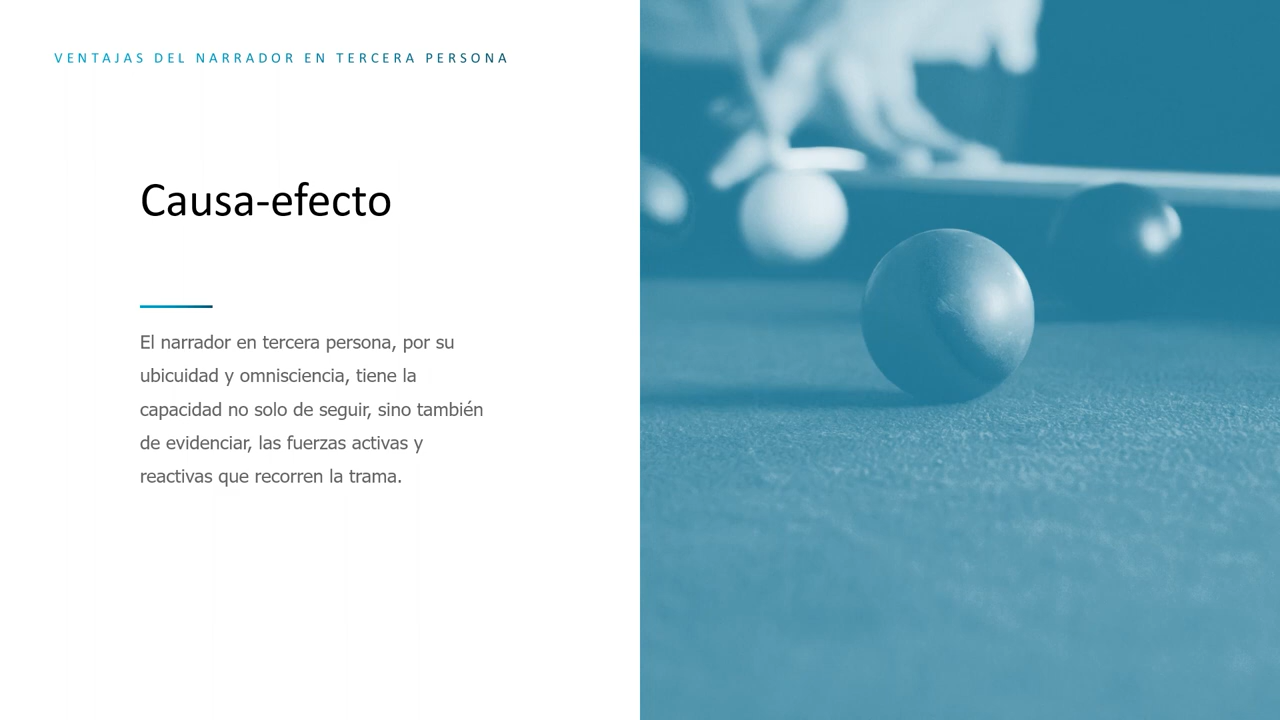 VENTAJAS DEL NARRADOR EN TERCERA PERSONA
Causa-efecto
El narrador en tercera persona, por su
ubicuidad y omnisciencia, tiene la
capacidad no solo de seguir, sino también
de evidenciar, las fuerzas activas y
reactivas que recorren la trama.